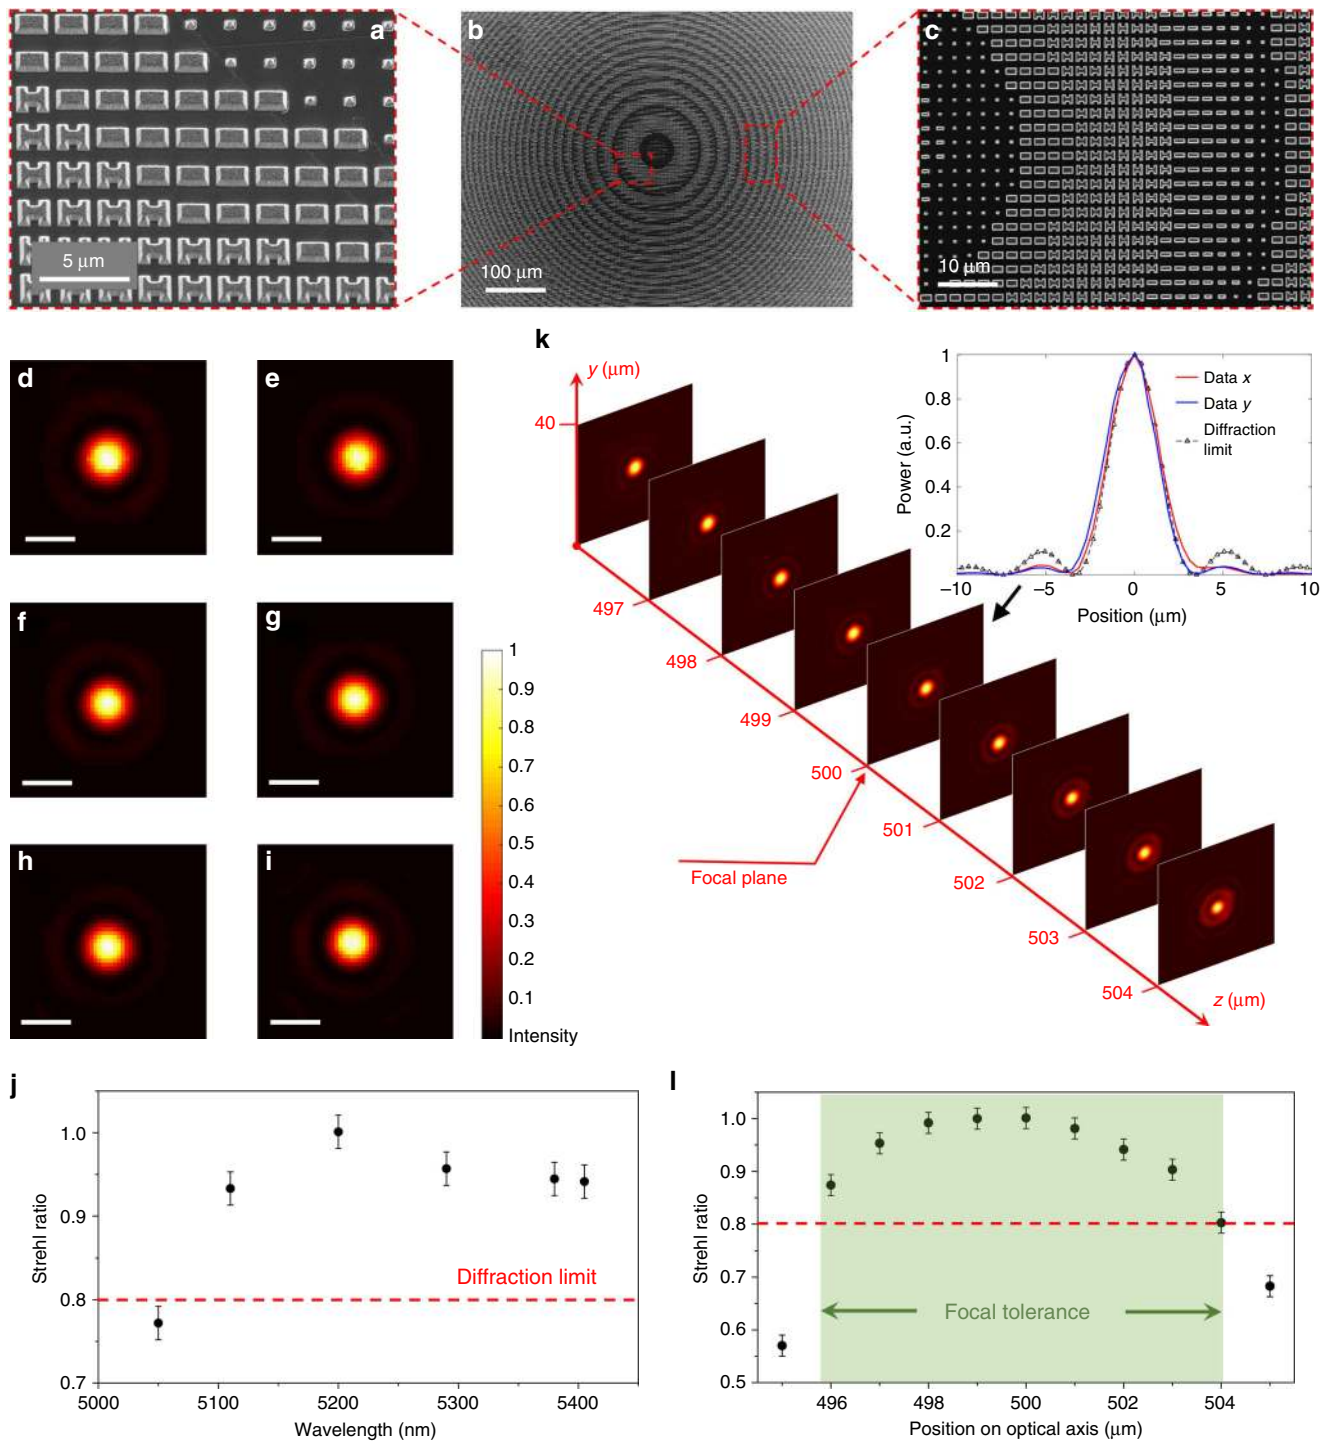 a
b
c
5 μm
100 μm
10 μm
d
e
f
g
h
i
1
0.9
0.8
0.7
0.6
0.5
0.4
0.3
0.2
0.1
Intensity
k
y (μm)
40
497
498
499
500
501
502
503
504
z (μm)
Focal plane
1
0.8
0.6
0.4
0.2
Power (a.u.)
Data x
Data y
Diffraction
limit
−10
−5
0
5
10
Position (μm)
j
1.0
0.9
0.8
0.7
Strehl ratio
Diffraction limit
5000
5100
5200
5300
5400
Wavelength (nm)
l
1.0
0.9
0.8
0.7
0.6
0.5
Strehl ratio
Focal tolerance
496
498
500
502
504
Position on optical axis (μm)